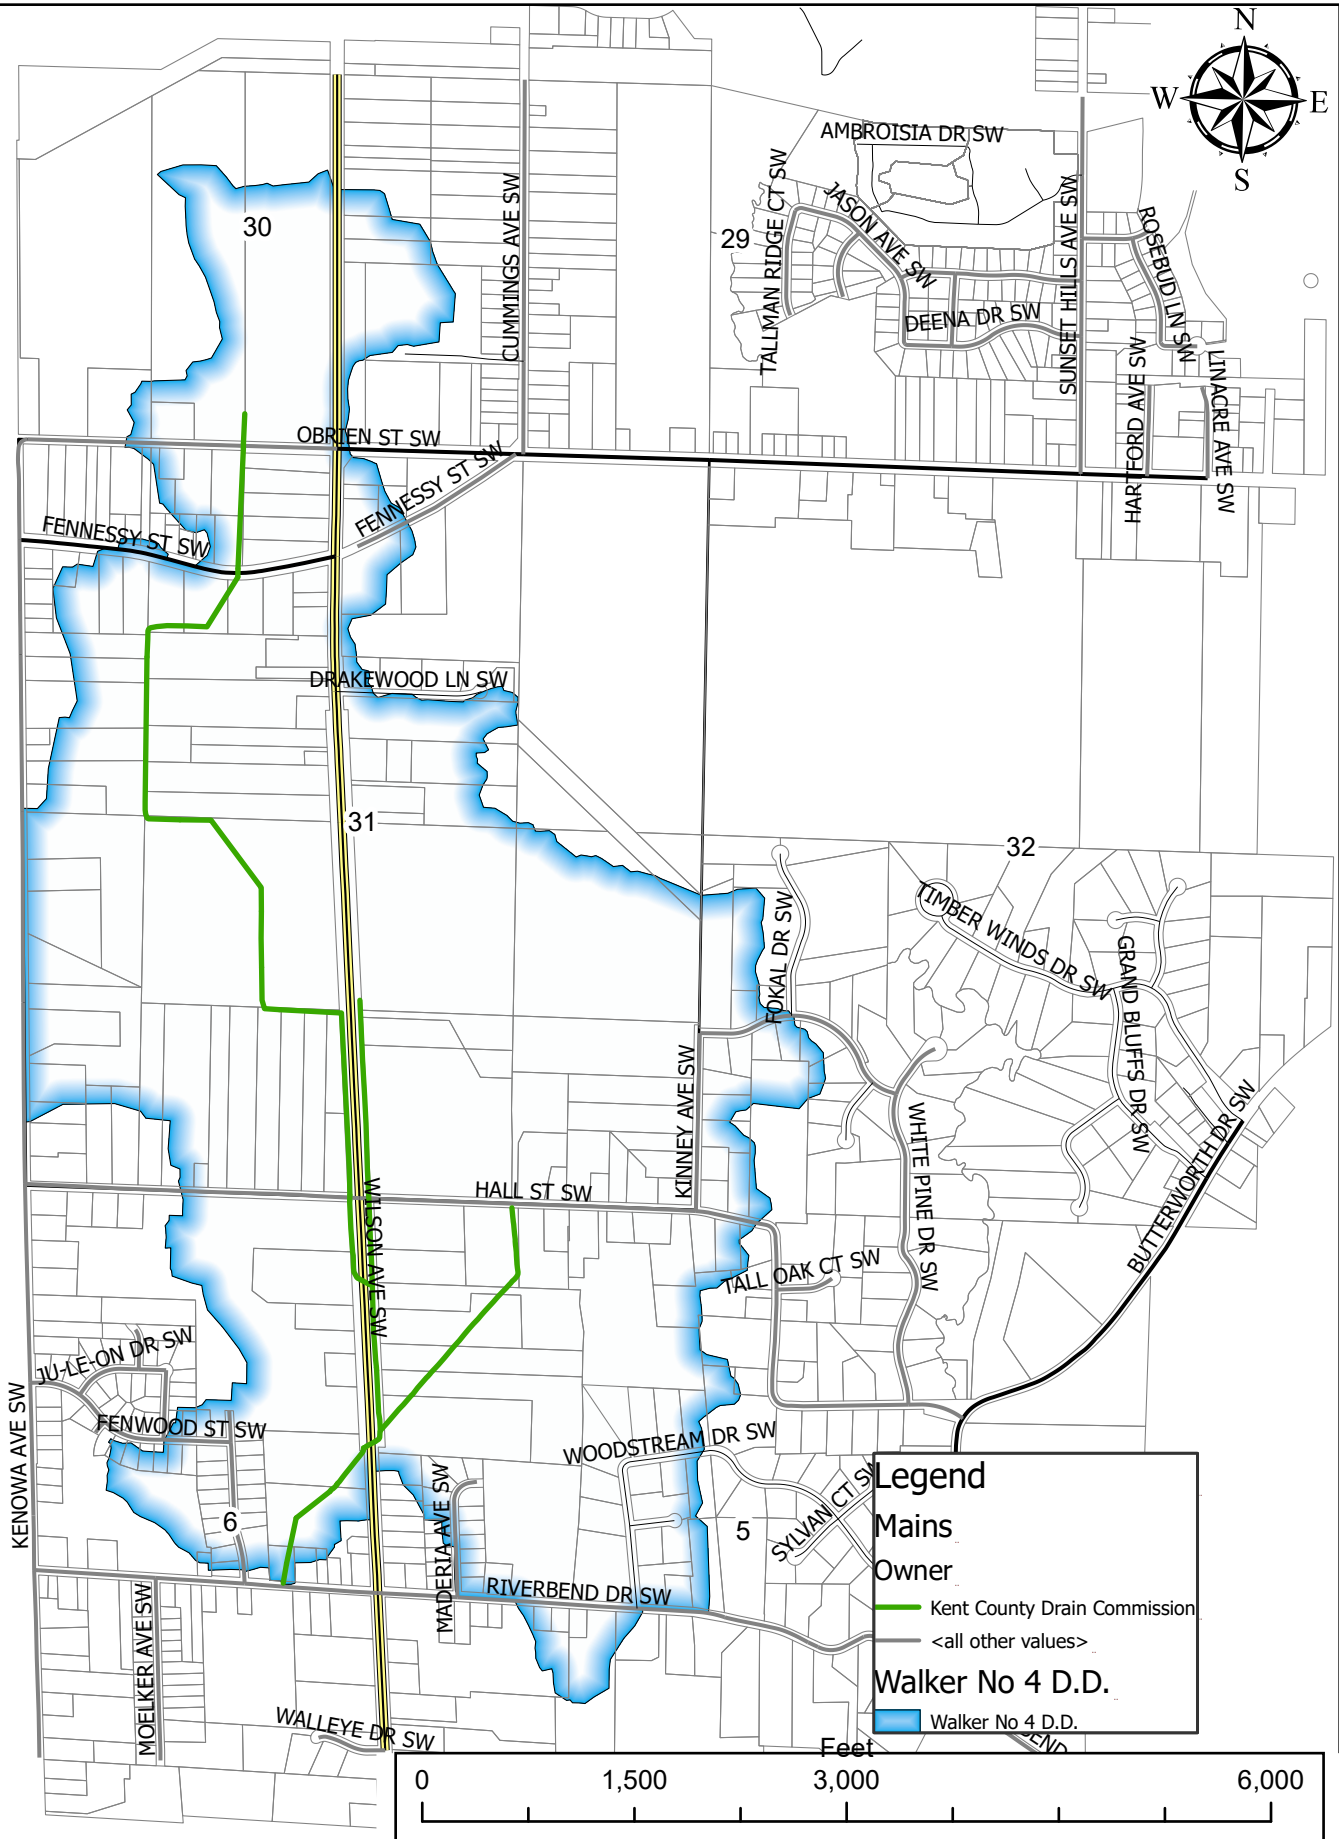 N
W
E
S
AMBROISIA DR SW
TALLMAN RIDGE CT SW
JASON AVE SW
SUNSET HILLS AVE SW
ROSEBUD LN SW
CUMMINGS AVE SW
30
29
DEENA DR SW
HARTFORD AVE SW
LINACRE AVE SW
OBRIEN ST SW
FENNESSY ST SW
FENNESSY ST SW
DRAKEWOOD LN SW
31
32
FOKAL DR SW
TIMBER WINDS DR SW
GRAND BLUFFS DR SW
KINNEY AVE SW
WHITE PINE DR SW
BUTTERWORTH DR SW
HALL ST SW
WILSON AVE SW
TALL OAK CT SW
JU-LE-ON DR SW
KENOWA AVE SW
FENWOOD ST SW
WOODSTREAM DR SW
MADERIA AVE SW
SYLVAN CT SW
6
5
RIVERBEND DR SW
MOELKER AVE SW
WALLEYE DR SW
Legend
Mains
Owner
Kent County Drain Commission
<all other values>
Walker No 4 D.D.
Walker No 4 D.D.
Feet
0 1,500 3,000 6,000